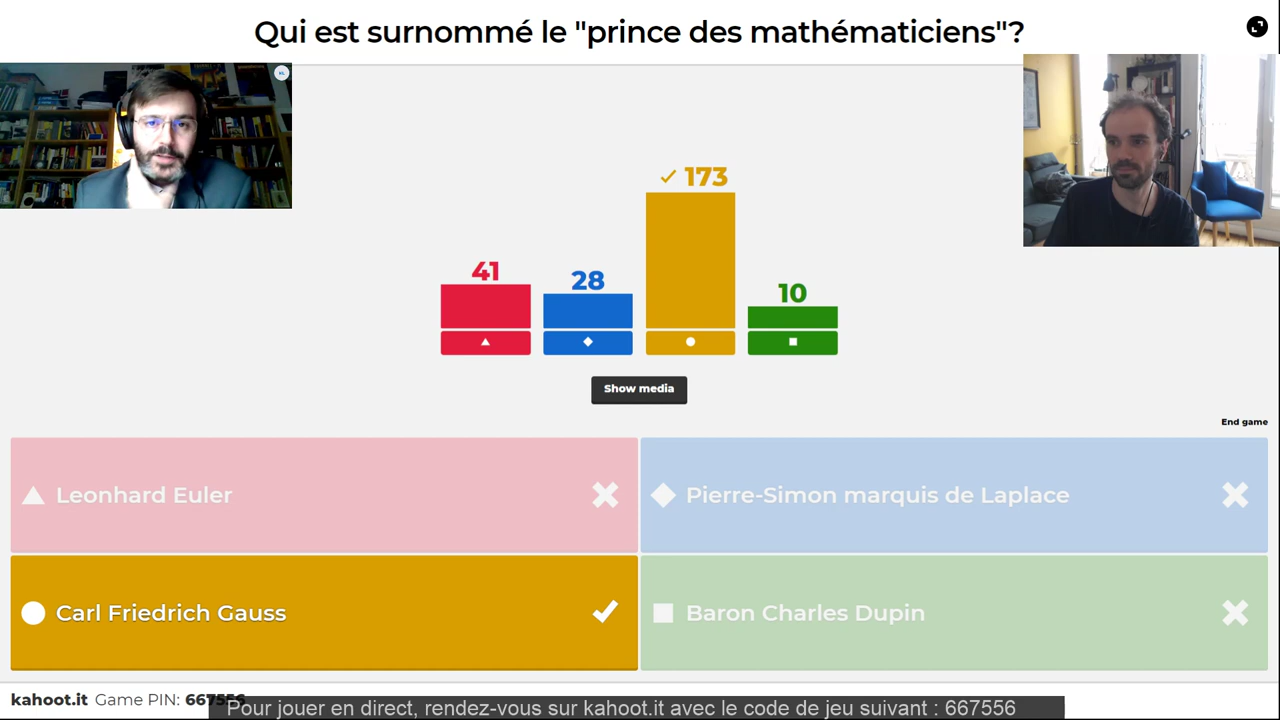 Qui est surnommé le "prince des mathématiciens"?
173
41
28
10
Show media
End game
Leonhard Euler
Pierre-Simon marquis de Laplace
Carl Friedrich Gauss
Baron Charles Dupin
kahoot.it Game PIN: 667556
Pour jouer en direct, rendez-vous sur kahoot.it avec le code de jeu suivant : 667556